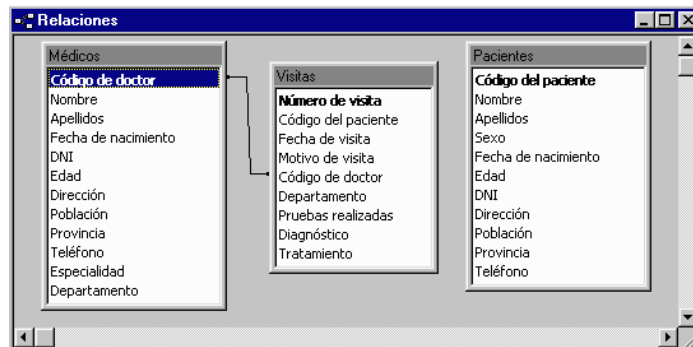 Relaciones
Médicos
Código de doctor
Nombre
Apellidos
Fecha de nacimiento
DNI
Edad
Dirección
Población
Provincia
Teléfono
Especialidad
Departamento
Visitas
Número de visita
Código del paciente
Fecha de visita
Motivo de visita
Código de doctor
Departamento
Pruebas realizadas
Diagnóstico
Tratamiento
Pacientes
Código del paciente
Nombre
Apellidos
Sexo
Fecha de nacimiento
Edad
DNI
Dirección
Población
Provincia
Teléfono